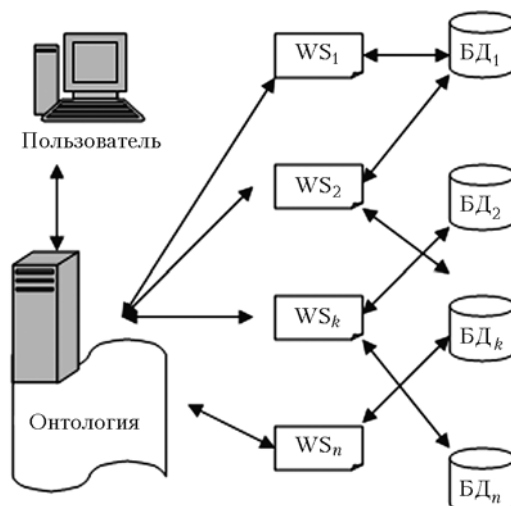 WS₁
БД₁
Пользователь
WS₂
БД₂
WSₖ
БДₖ
Онтология
WSₙ
БДₙ